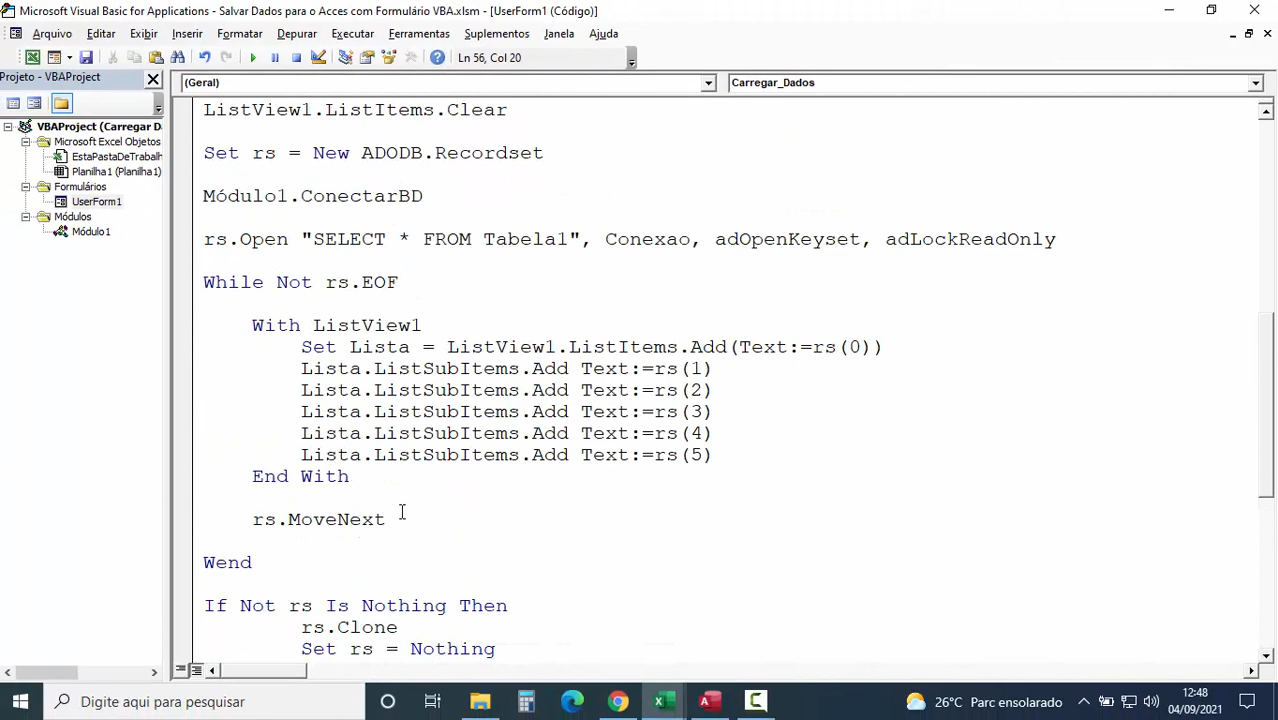 Microsoft Visual Basic for Applications - Salvar Dados para o Acces com Formulário VBA.xlsm - [UserForm1 (Código)]
Arquivo Editar Exibir Inserir Formatar Depurar Executar Ferramentas Suplementos Janela Ajuda
Ln 56, Col 20
Projeto - VBAProject
(Geral)
Carregar_Dados
VBAProject (Carregar D
Microsoft Excel Objetos
EstaPastaDeTrabalh
Planilha1 (Planilha1)
Formulários
UserForm1
Módulos
Módulo1
ListView1.ListItems.Clear
Set rs = New ADODB.Recordset
Módulo1.ConectarBD
rs.Open "SELECT * FROM Tabela1", Conexao, adOpenKeyset, adLockReadOnly
While Not rs.EOF
With ListView1
Set Lista = ListView1.ListItems.Add(Text:=rs(0))
Lista.ListSubItems.Add Text:=rs(1)
Lista.ListSubItems.Add Text:=rs(2)
Lista.ListSubItems.Add Text:=rs(3)
Lista.ListSubItems.Add Text:=rs(4)
Lista.ListSubItems.Add Text:=rs(5)
End With
rs.MoveNext
Wend
If Not rs Is Nothing Then
rs.Clone
Set rs = Nothing
Digite aqui para pesquisar
26°C Parc ensolarado
12:48
04/09/2021